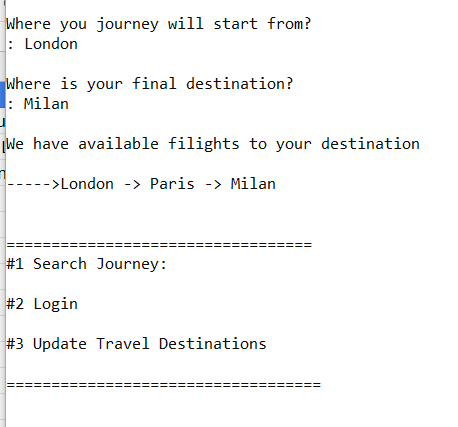 Where you journey will start from?
: London
Where is your final destination?
: Milan
We have available filights to your destination
----->London -> Paris -> Milan
==================================
#1 Search Journey:
#2 Login
#3 Update Travel Destinations
===================================